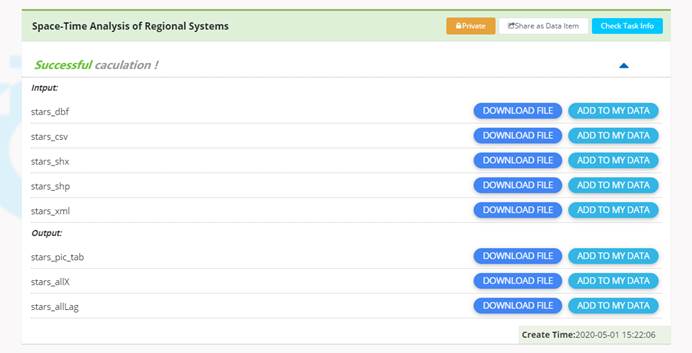 Space-Time Analysis of Regional Systems Private Share as Data Item Check Task Info
Successful caculation !
Intput:
stars_dbf DOWNLOAD FILE ADD TO MY DATA
stars_csv DOWNLOAD FILE ADD TO MY DATA
stars_shx DOWNLOAD FILE ADD TO MY DATA
stars_shp DOWNLOAD FILE ADD TO MY DATA
stars_xml DOWNLOAD FILE ADD TO MY DATA
Output:
stars_pic_tab DOWNLOAD FILE ADD TO MY DATA
stars_allX DOWNLOAD FILE ADD TO MY DATA
stars_allLag DOWNLOAD FILE ADD TO MY DATA
Create Time:2020-05-01 15:22:06